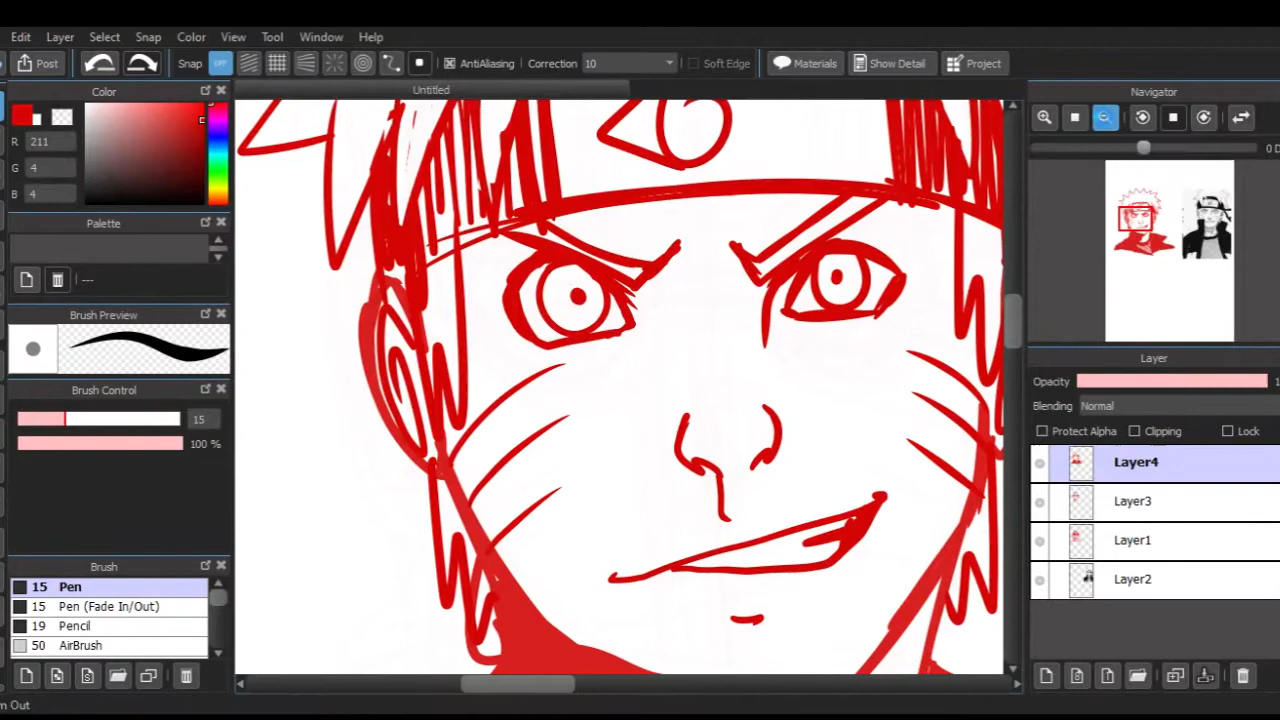 Edit Layer Select Snap Color View Tool Window Help
Post Snap OFF AntiAliasing Correction 10 Soft Edge Materials Show Detail Project
Color
R 211
G 4
B 4
Palette
---
Brush Preview
Brush Control
15
100 %
Brush
15 Pen
15 Pen (Fade In/Out)
19 Pencil
50 AirBrush
m Out
Untitled
Navigator
0 D
Layer
Opacity 1
Blending Normal
Protect Alpha Clipping Lock
Layer4
Layer3
Layer1
Layer2